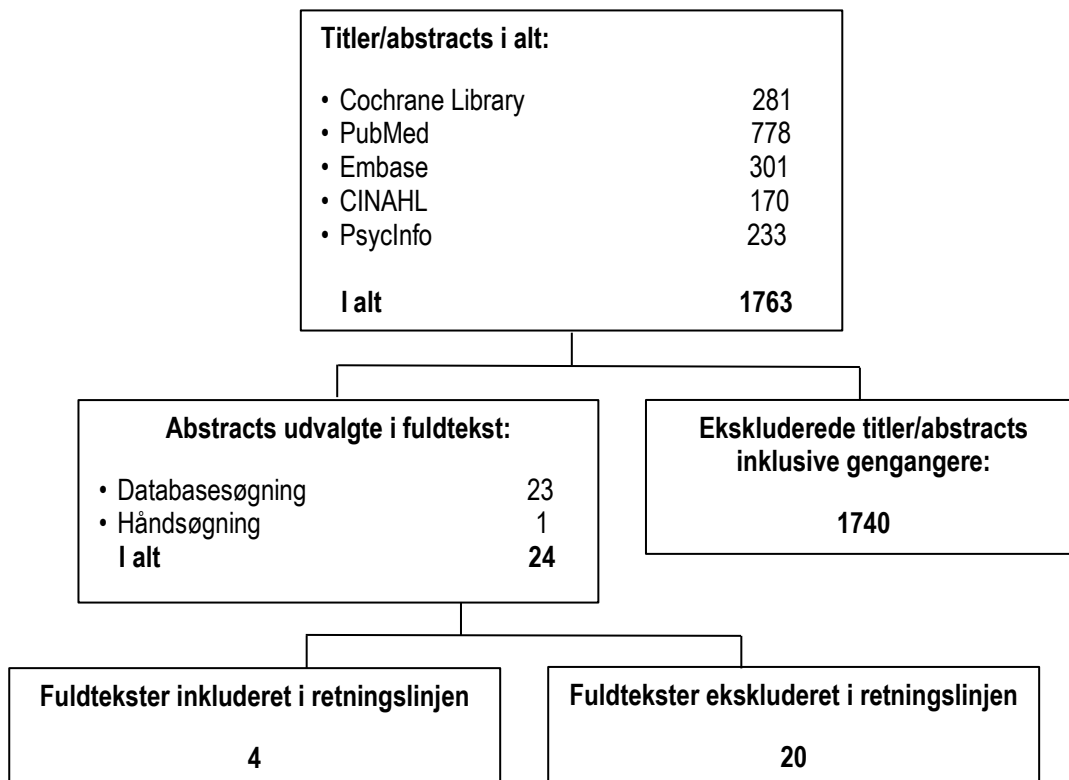 Titler/abstracts i alt:
• Cochrane Library 281
• PubMed 778
• Embase 301
• CINAHL 170
• PsycInfo 233
I alt 1763
Abstracts udvalgte i fuldtekst:
• Databasesøgning 23
• Håndsøgning 1
I alt 24
Ekskluderede titler/abstracts
inklusive gengangere:
1740
Fuldtekster inkluderet i retningslinjen
4
Fuldtekster ekskluderet i retningslinjen
20